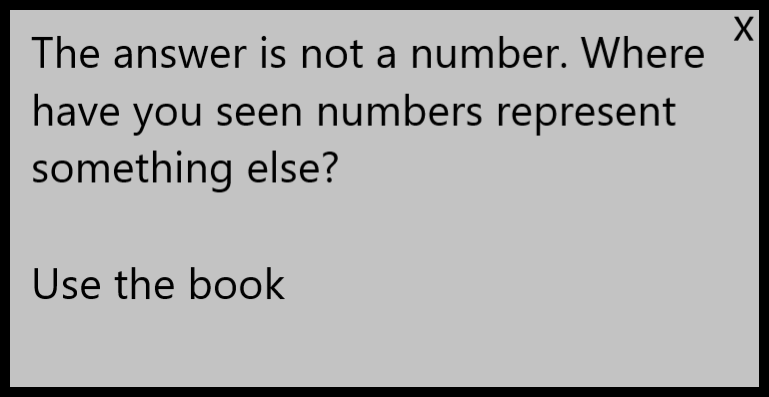 X
The answer is not a number. Where
have you seen numbers represent
something else?
Use the book